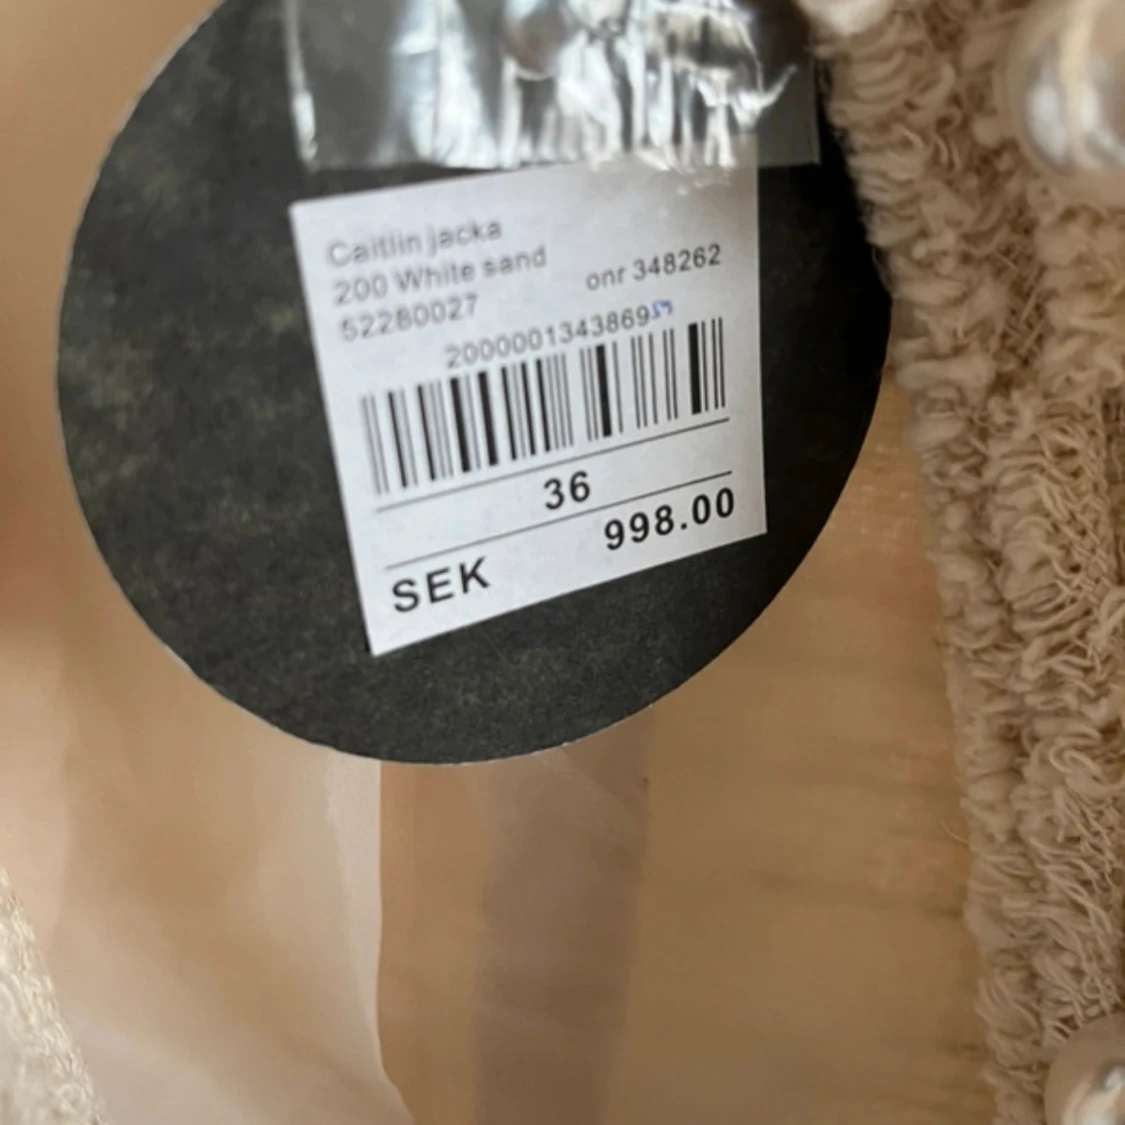 Caitlin jacka
200 White sand
52280027 onr 348262
2000001343869
36
SEK 998.00